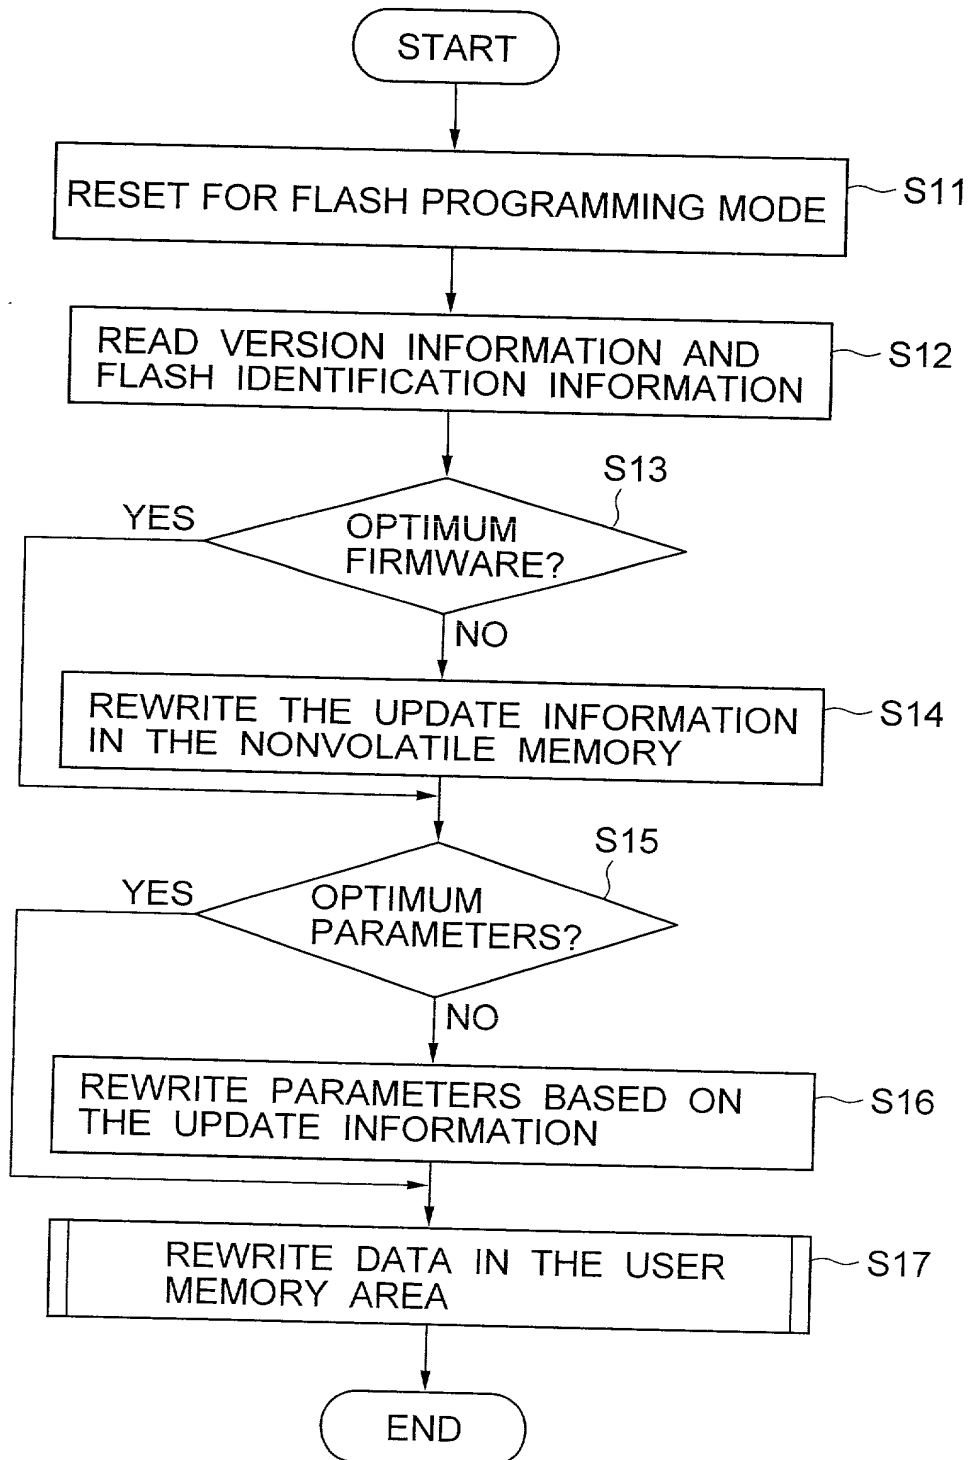 START
RESET FOR FLASH PROGRAMMING MODE
S11
READ VERSION INFORMATION AND
FLASH IDENTIFICATION INFORMATION
S12
S13
YES
OPTIMUM
FIRMWARE?
NO
REWRITE THE UPDATE INFORMATION
IN THE NONVOLATILE MEMORY
S14
S15
YES
OPTIMUM
PARAMETERS?
NO
REWRITE PARAMETERS BASED ON
THE UPDATE INFORMATION
S16
REWRITE DATA IN THE USER
MEMORY AREA
S17
END